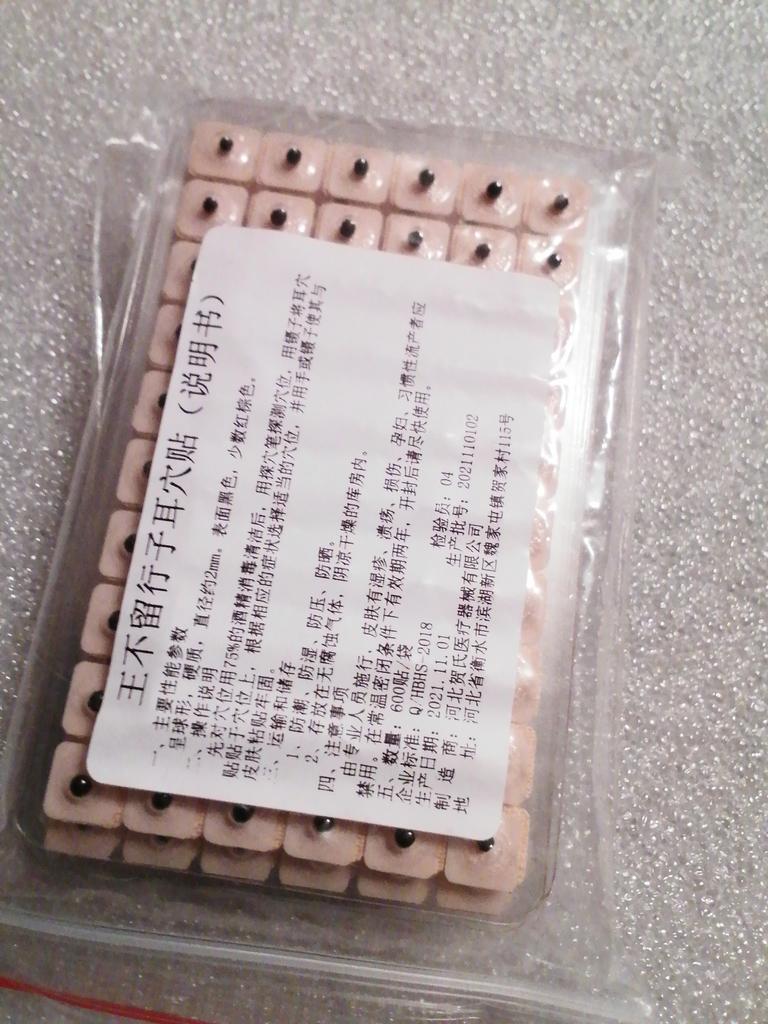 王不留行子耳穴贴（说明书）
一、主要性能参数
呈球形，硬质，直径约2mm。表面黑色，少数红棕色。
二、操作说明
先对穴位用75%的酒精消毒清洁后，用探穴笔探测穴位，用镊子将耳穴
贴贴于穴位上，根据相应的症状选择适当的穴位，并用手或镊子使其与
皮肤粘贴牢固。
三、运输和储存
1、防潮、防湿、防压、防晒。
2、存放在无腐蚀气体，阴凉干燥的库房内。
四、注意事项
由专业人员施行，皮肤有湿疹、溃疡、损伤、孕妇、习惯性流产者应
禁用。在常温密闭条件下有效期两年，开封后请尽快使用。
五、数量：600贴/袋
企业标准：Q/HBHS-2018 检验员：04
生产日期：2021.11.01 生产批号：2021110102
制造商：河北贺氏医疗器械有限公司
地址：河北省衡水市滨湖新区魏家屯镇贺家村115号